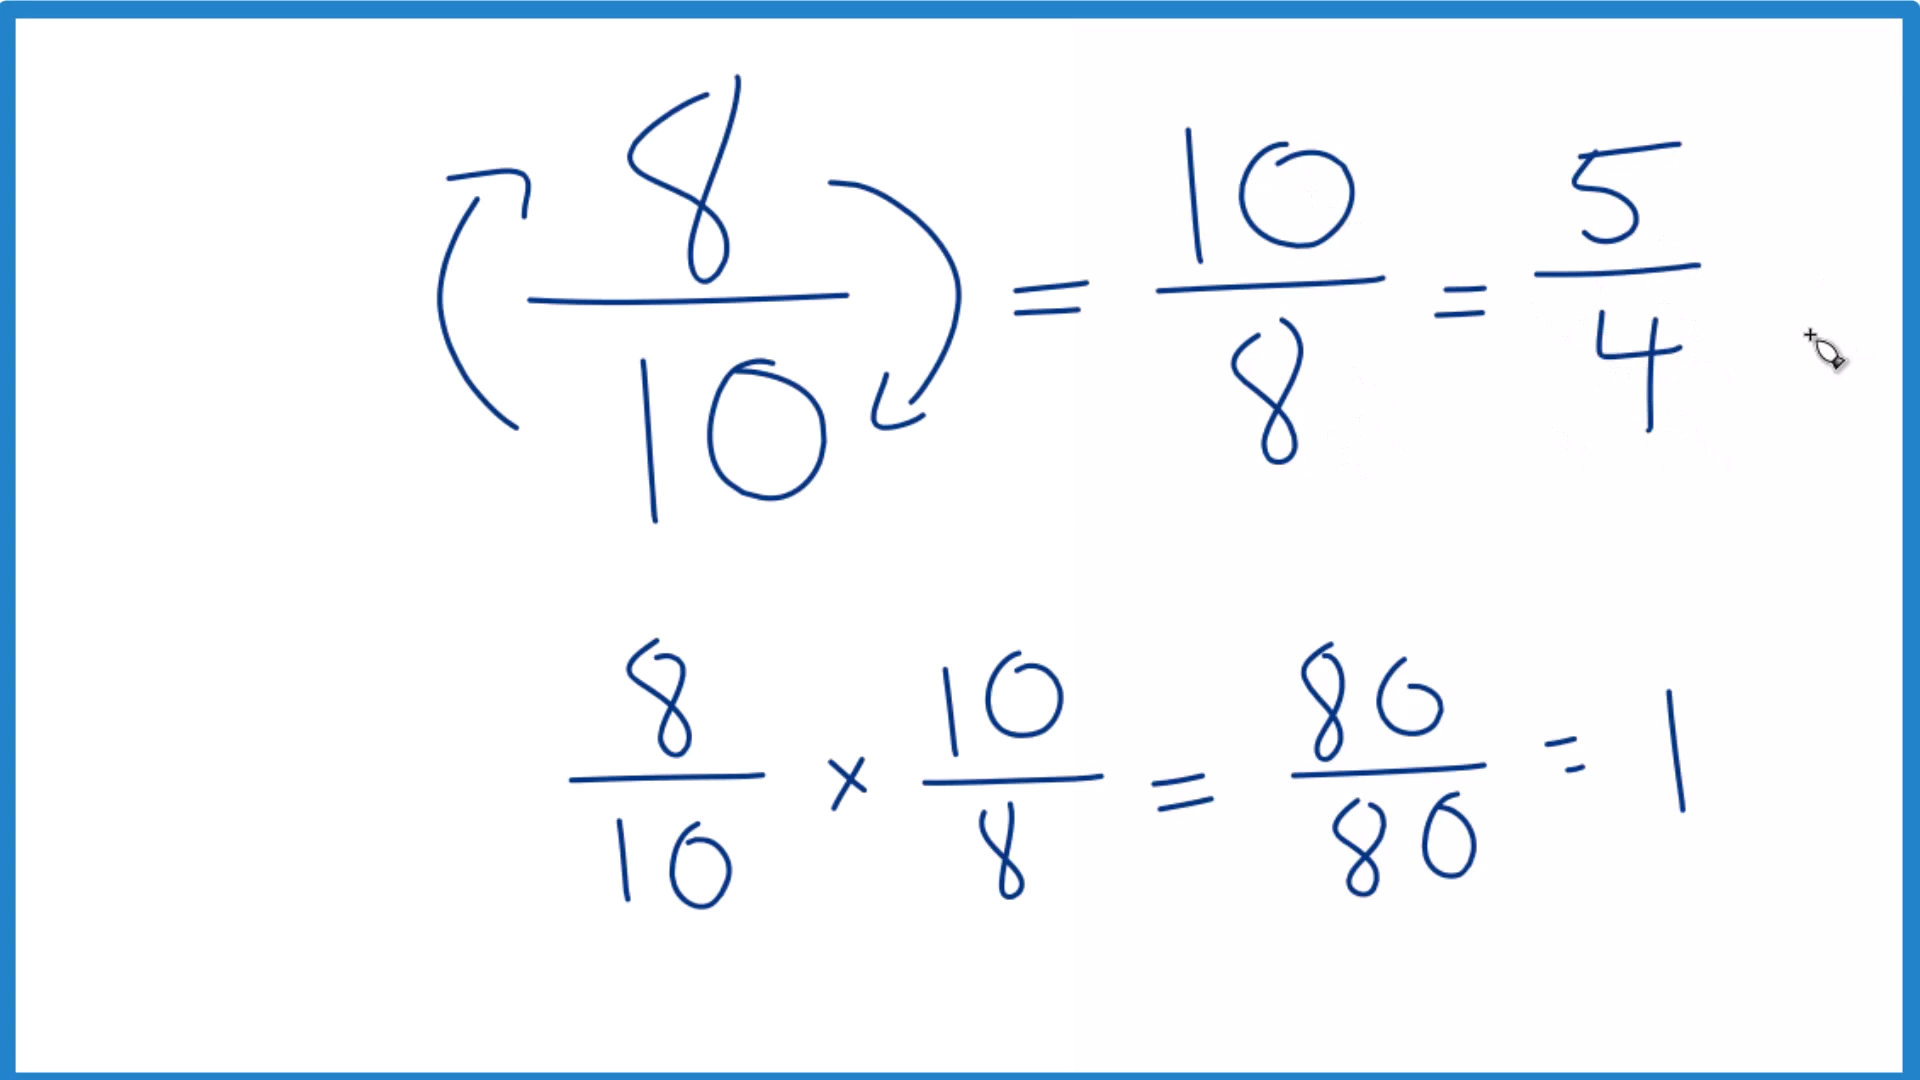 8/10 = 10/8 = 5/4
8/10 × 10/8 = 80/80 = 1